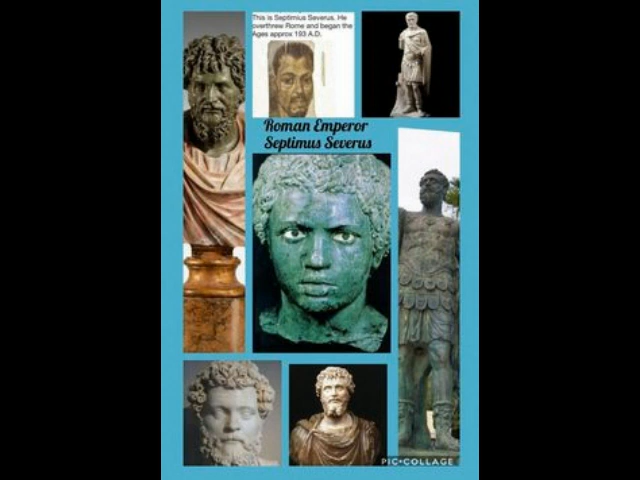 This is Septimius Severus. He
overthrew Rome and began the
Ages approx 193 A.D.
Roman Emperor
Septimus Severus
PIC•COLLAGE